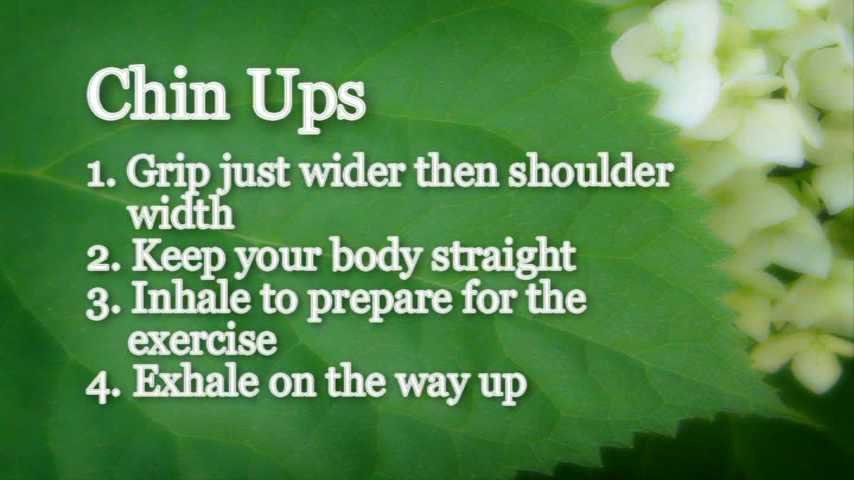 Chin Ups
1. Grip just wider then shoulder
width
2. Keep your body straight
3. Inhale to prepare for the
exercise
4. Exhale on the way up